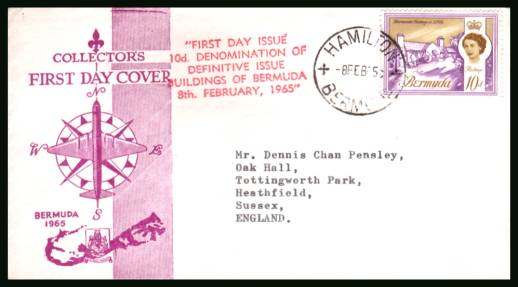 COLLECTORS
FIRST DAY COVER
N
W E
S
BERMUDA
1965
"FIRST DAY ISSUE
10d. DENOMINATION OF
DEFINITIVE ISSUE
BUILDINGS OF BERMUDA
8th. FEBRUARY, 1965"
HAMILTON
-8FEB65
BERMUDA
Bermuda
10d
Mr. Dennis Chan Pensley,
Oak Hall,
Tottingworth Park,
Heathfield,
Sussex,
ENGLAND.